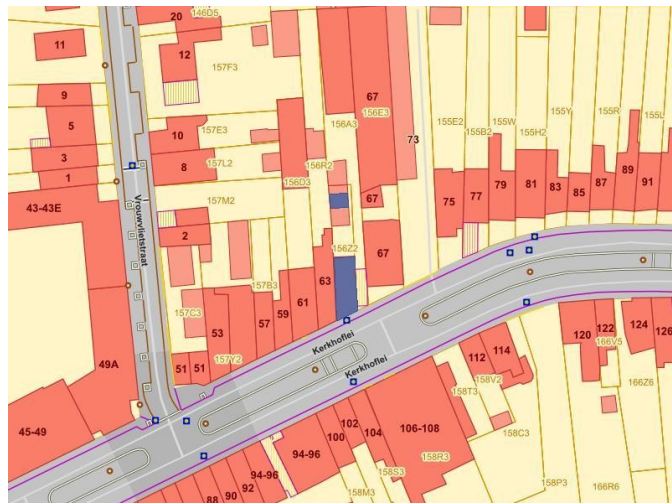 20
146D5
11
12
157F3
67
156E3
156A3
73
155E2
155B2
155W
155H2
155Y
155R
155L
9
5
10
157E3
3
8
157L2
1
156R2
156D3
157M2
43-43E
2
67
75
77
79
81
83
85
87
89
91
Vrouwvlietstraat
156Z2
67
63
157B3
61
59
57
53
157C3
157Y2
51
51
49A
45-49
Kerkhoflei
Kerkhoflei
112
114
158V2
158T3
120
122
166V5
124
126
166Z6
102
100
104
106-108
158R3
158C3
94-96
94-96
92
90
88
158S3
158M3
158P3
166R6